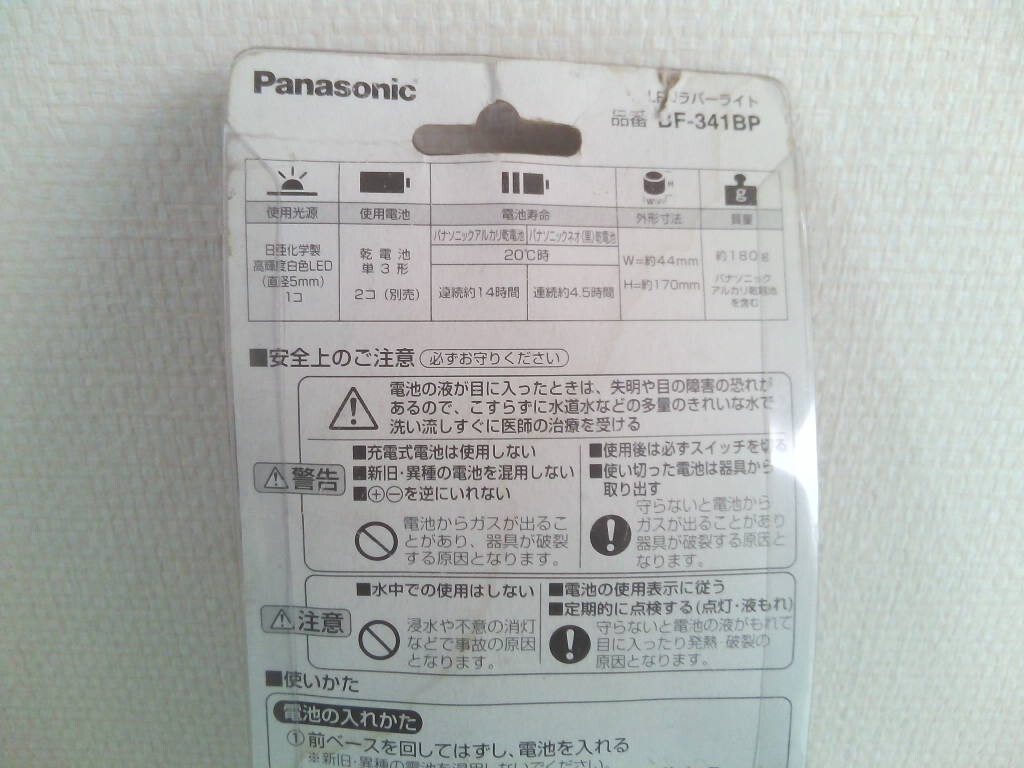 Panasonic
LEDラバーライト
品番 BF-341BP
使用光源 使用電池 電池寿命 外形寸法 質量
日亜化学製
高輝度白色LED
(直径5mm)
1コ
乾電池
単3形
2コ(別売)
パナソニックアルカリ乾電池 パナソニックネオ(黒)乾電池
20℃時
連続約14時間 連続約4.5時間
W=約44mm
H=約170mm
約180g
パナソニック
アルカリ乾電池
を含む
■安全上のご注意 必ずお守りください
電池の液が目に入ったときは、失明や目の障害の恐れが
あるので、こすらずに水道水などの多量のきれいな水で
洗い流しすぐに医師の治療を受ける
警告
■充電式電池は使用しない
■新旧・異種の電池を混用しない
■⊕⊖を逆にいれない
電池からガスが出るこ
とがあり、器具が破裂
する原因となります。
■使用後は必ずスイッチを切る
■使い切った電池は器具から
取り出す
守らないと電池から
ガスが出ることがあり
器具が破裂する原因と
なります。
注意
■水中での使用はしない
浸水や不意の消灯
などで事故の原因
となります。
■電池の使用表示に従う
■定期的に点検する(点灯・液もれ)
守らないと電池の液がもれて
目に入ったり発熱・破裂の
原因となります。
■使いかた
電池の入れかた
①前ベースを回してはずし、電池を入れる
※新旧・異種の電池を混用しないでください。